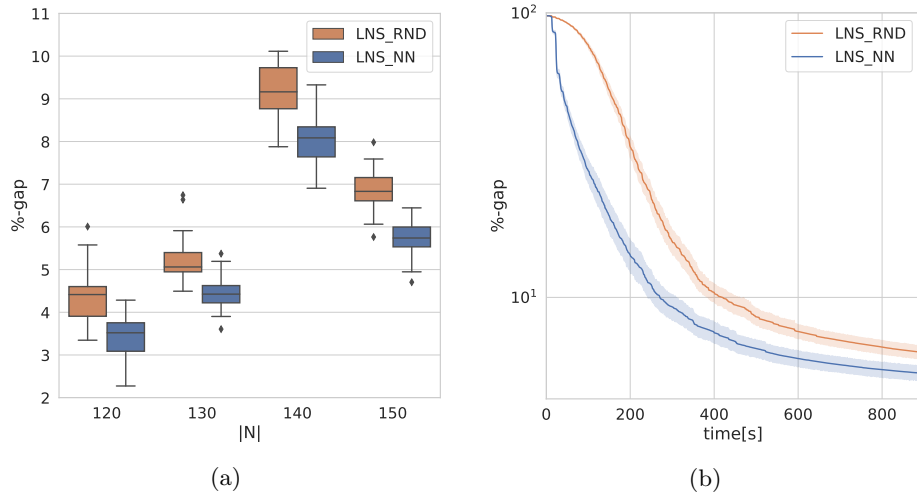 11
10
9
8
7
6
5
4
3
2
%-gap
LNS_RND
LNS_NN
120 130 140 150
|N|
(a)
10²
10¹
%-gap
LNS_RND
LNS_NN
0 200 400 600 800
time[s]
(b)